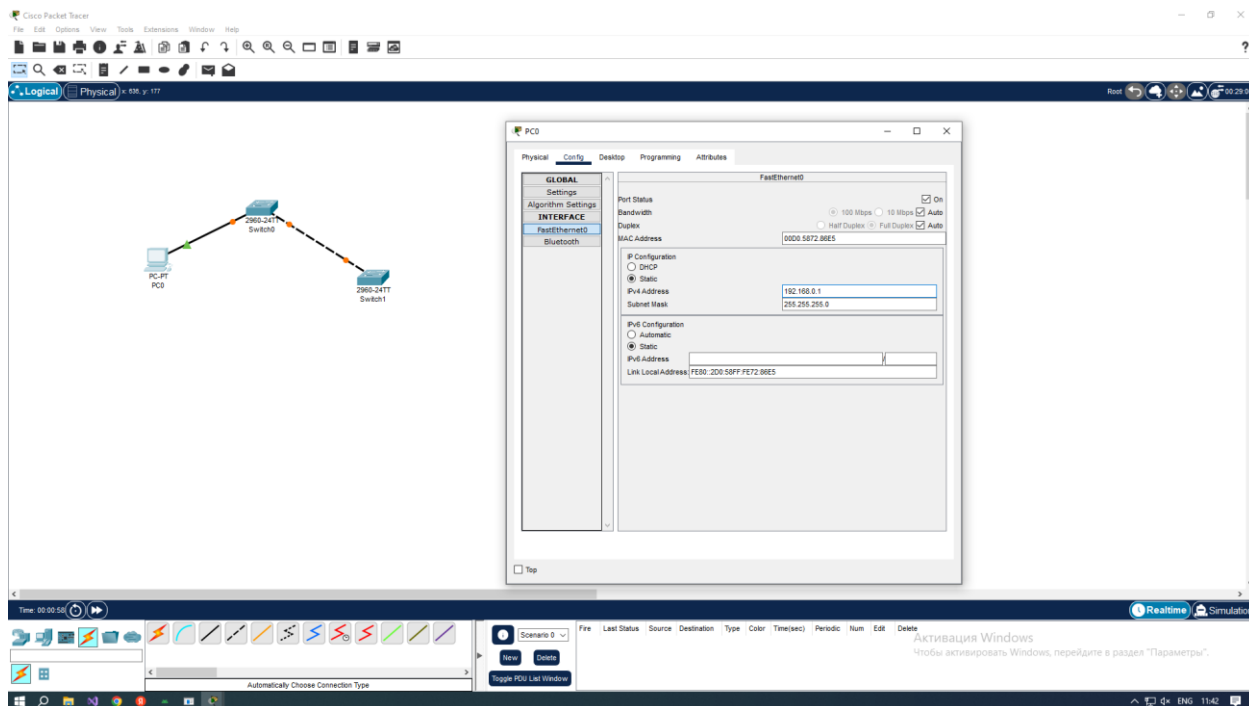 Cisco Packet Tracer
File Edit Options View Tools Extensions Window Help
?
Logical Physical x: 636, y: 177 Root 00:29:0
PC0
Physical Config Desktop Programming Attributes
GLOBAL
Settings
Algorithm Settings
INTERFACE
FastEthernet0
Bluetooth
FastEthernet0
Port Status On
Bandwidth 100 Mbps 10 Mbps Auto
Duplex Half Duplex Full Duplex Auto
MAC Address 00D0.5872.86E5
IP Configuration
DHCP
Static
IPv4 Address 192.168.0.1
Subnet Mask 255.255.255.0
IPv6 Configuration
Automatic
Static
IPv6 Address /
Link Local Address: FE80::2D0:58FF:FE72:86E5
Top
2960-24TT
Switch0
PC-PT
PC0
2960-24TT
Switch1
Time: 00:00:58 Realtime Simulatio
Scenario 0
New Delete
Toggle PDU List Window
Fire Last Status Source Destination Type Color Time(sec) Periodic Num Edit Delete
Активация Windows
Чтобы активировать Windows, перейдите в раздел "Параметры".
Automatically Choose Connection Type
ENG 11:42